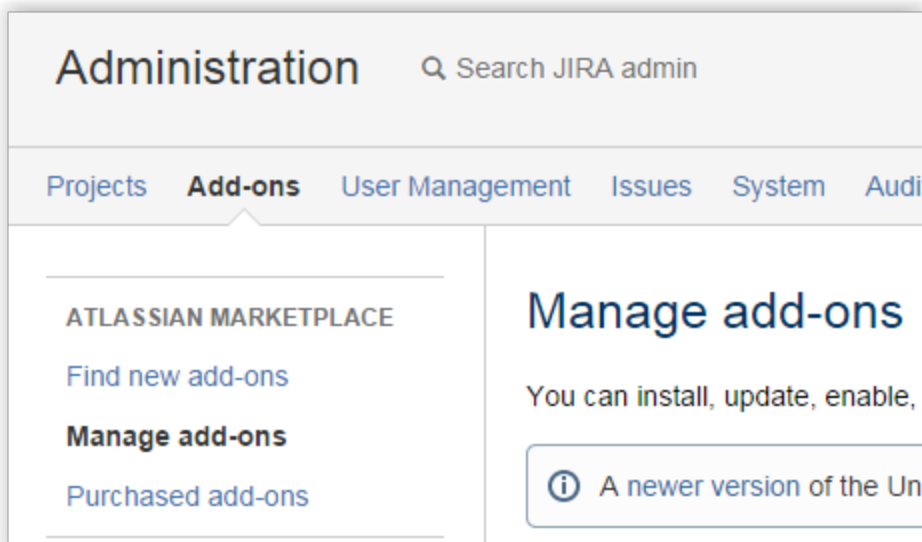 Administration
Search JIRA admin
Projects Add-ons User Management Issues System
ATLASSIAN MARKETPLACE
Find new add-ons
Manage add-ons
Purchased add-ons
Manage add-ons
You can install, update, enable,
A newer version of the Un